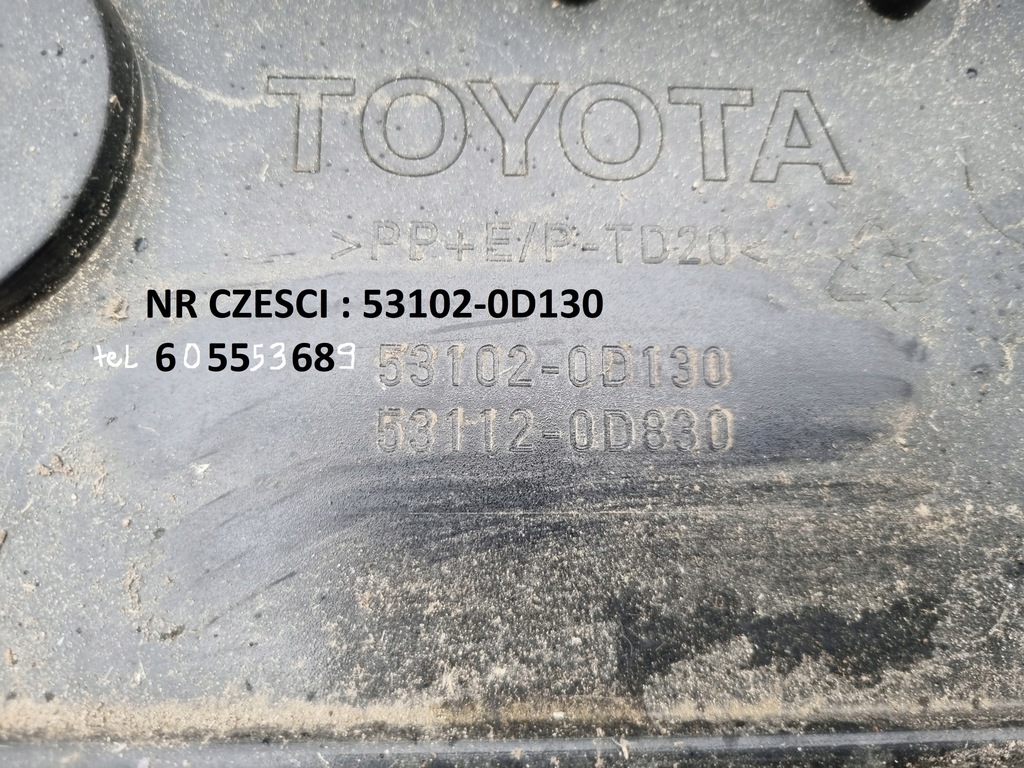 TOYOTA
>PP+E/P-TD20<
NR CZESCI : 53102-0D130
teL 605553689
53102-0D130
53112-0D830